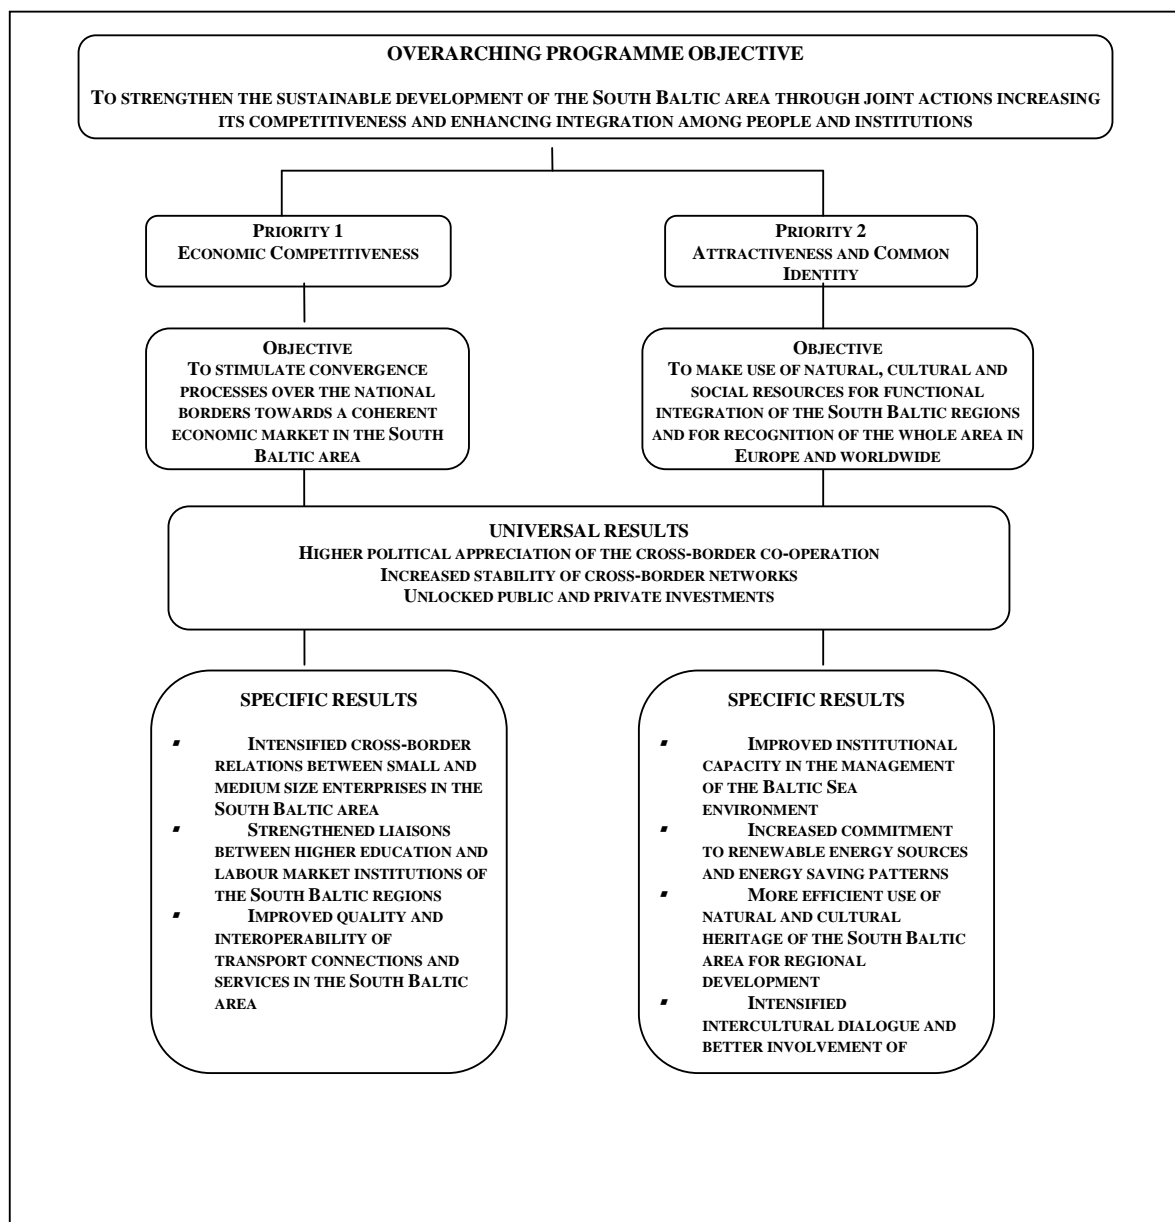 OVERARCHING PROGRAMME OBJECTIVE
TO STRENGTHEN THE SUSTAINABLE DEVELOPMENT OF THE SOUTH BALTIC AREA THROUGH JOINT ACTIONS INCREASING
ITS COMPETITIVENESS AND ENHANCING INTEGRATION AMONG PEOPLE AND INSTITUTIONS
PRIORITY 1
ECONOMIC COMPETITIVENESS
PRIORITY 2
ATTRACTIVENESS AND COMMON
IDENTITY
OBJECTIVE
TO STIMULATE CONVERGENCE
PROCESSES OVER THE NATIONAL
BORDERS TOWARDS A COHERENT
ECONOMIC MARKET IN THE SOUTH
BALTIC AREA
OBJECTIVE
TO MAKE USE OF NATURAL, CULTURAL AND
SOCIAL RESOURCES FOR FUNCTIONAL
INTEGRATION OF THE SOUTH BALTIC REGIONS
AND FOR RECOGNITION OF THE WHOLE AREA IN
EUROPE AND WORLDWIDE
UNIVERSAL RESULTS
HIGHER POLITICAL APPRECIATION OF THE CROSS-BORDER CO-OPERATION
INCREASED STABILITY OF CROSS-BORDER NETWORKS
UNLOCKED PUBLIC AND PRIVATE INVESTMENTS
SPECIFIC RESULTS
▪ INTENSIFIED CROSS-BORDER
RELATIONS BETWEEN SMALL AND
MEDIUM SIZE ENTERPRISES IN THE
SOUTH BALTIC AREA
▪ STRENGTHENED LIAISONS
BETWEEN HIGHER EDUCATION AND
LABOUR MARKET INSTITUTIONS OF
THE SOUTH BALTIC REGIONS
▪ IMPROVED QUALITY AND
INTEROPERABILITY OF
TRANSPORT CONNECTIONS AND
SERVICES IN THE SOUTH BALTIC
AREA
SPECIFIC RESULTS
▪ IMPROVED INSTITUTIONAL
CAPACITY IN THE MANAGEMENT
OF THE BALTIC SEA
ENVIRONMENT
▪ INCREASED COMMITMENT
TO RENEWABLE ENERGY SOURCES
AND ENERGY SAVING PATTERNS
▪ MORE EFFICIENT USE OF
NATURAL AND CULTURAL
HERITAGE OF THE SOUTH BALTIC
AREA FOR REGIONAL
DEVELOPMENT
▪ INTENSIFIED
INTERCULTURAL DIALOGUE AND
BETTER INVOLVEMENT OF